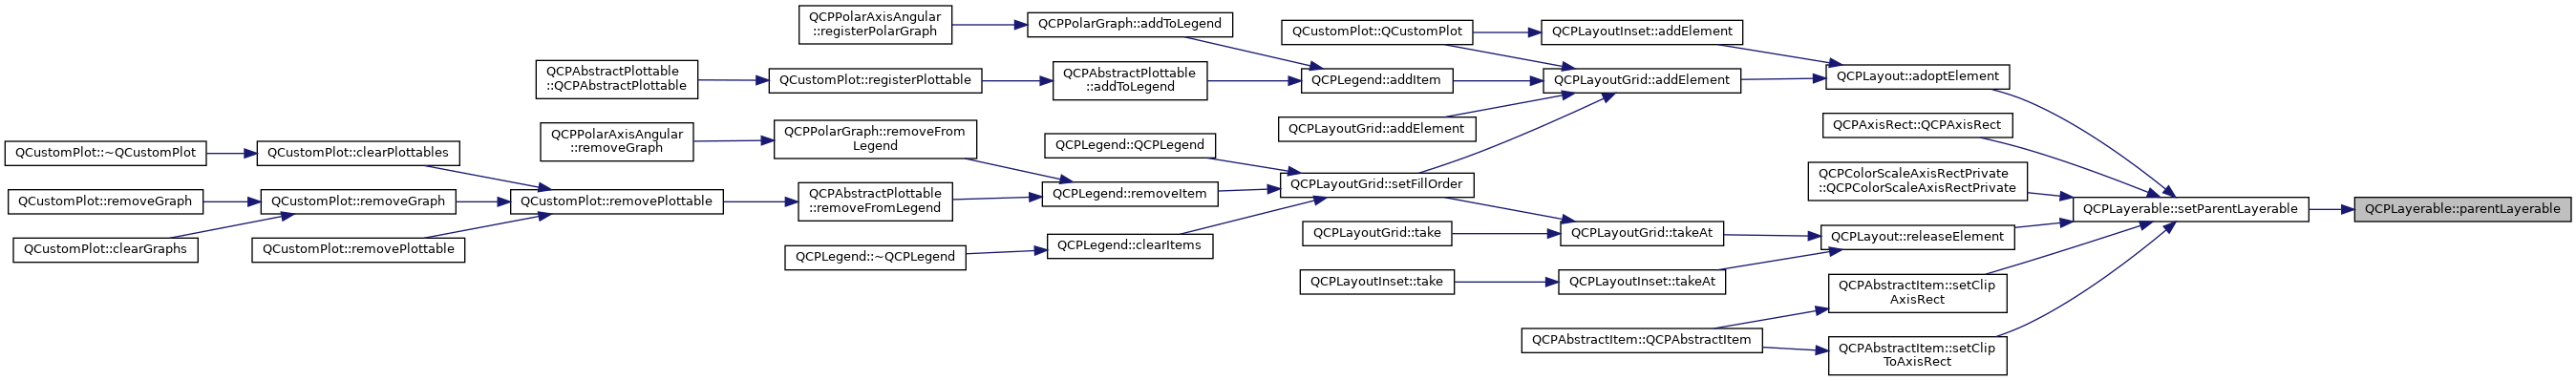 QCPPolarAxisAngular
::registerPolarGraph
QCPPolarGraph::addToLegend
QCustomPlot::QCustomPlot
QCPLayoutInset::addElement
QCPAbstractPlottable
::QCPAbstractPlottable
QCustomPlot::registerPlottable
QCPAbstractPlottable
::addToLegend
QCPLegend::addItem
QCPLayoutGrid::addElement
QCPLayout::adoptElement
QCPLayoutGrid::addElement
QCPAxisRect::QCPAxisRect
QCustomPlot::~QCustomPlot
QCustomPlot::clearPlottables
QCPPolarAxisAngular
::removeGraph
QCPPolarGraph::removeFrom
Legend
QCPLegend::QCPLegend
QCPColorScaleAxisRectPrivate
::QCPColorScaleAxisRectPrivate
QCustomPlot::removeGraph
QCustomPlot::removeGraph
QCustomPlot::removePlottable
QCPAbstractPlottable
::removeFromLegend
QCPLegend::removeItem
QCPLayoutGrid::setFillOrder
QCPLayerable::setParentLayerable
QCPLayerable::parentLayerable
QCustomPlot::clearGraphs
QCustomPlot::removePlottable
QCPLegend::~QCPLegend
QCPLegend::clearItems
QCPLayoutGrid::take
QCPLayoutGrid::takeAt
QCPLayout::releaseElement
QCPLayoutInset::take
QCPLayoutInset::takeAt
QCPAbstractItem::setClip
AxisRect
QCPAbstractItem::QCPAbstractItem
QCPAbstractItem::setClip
ToAxisRect